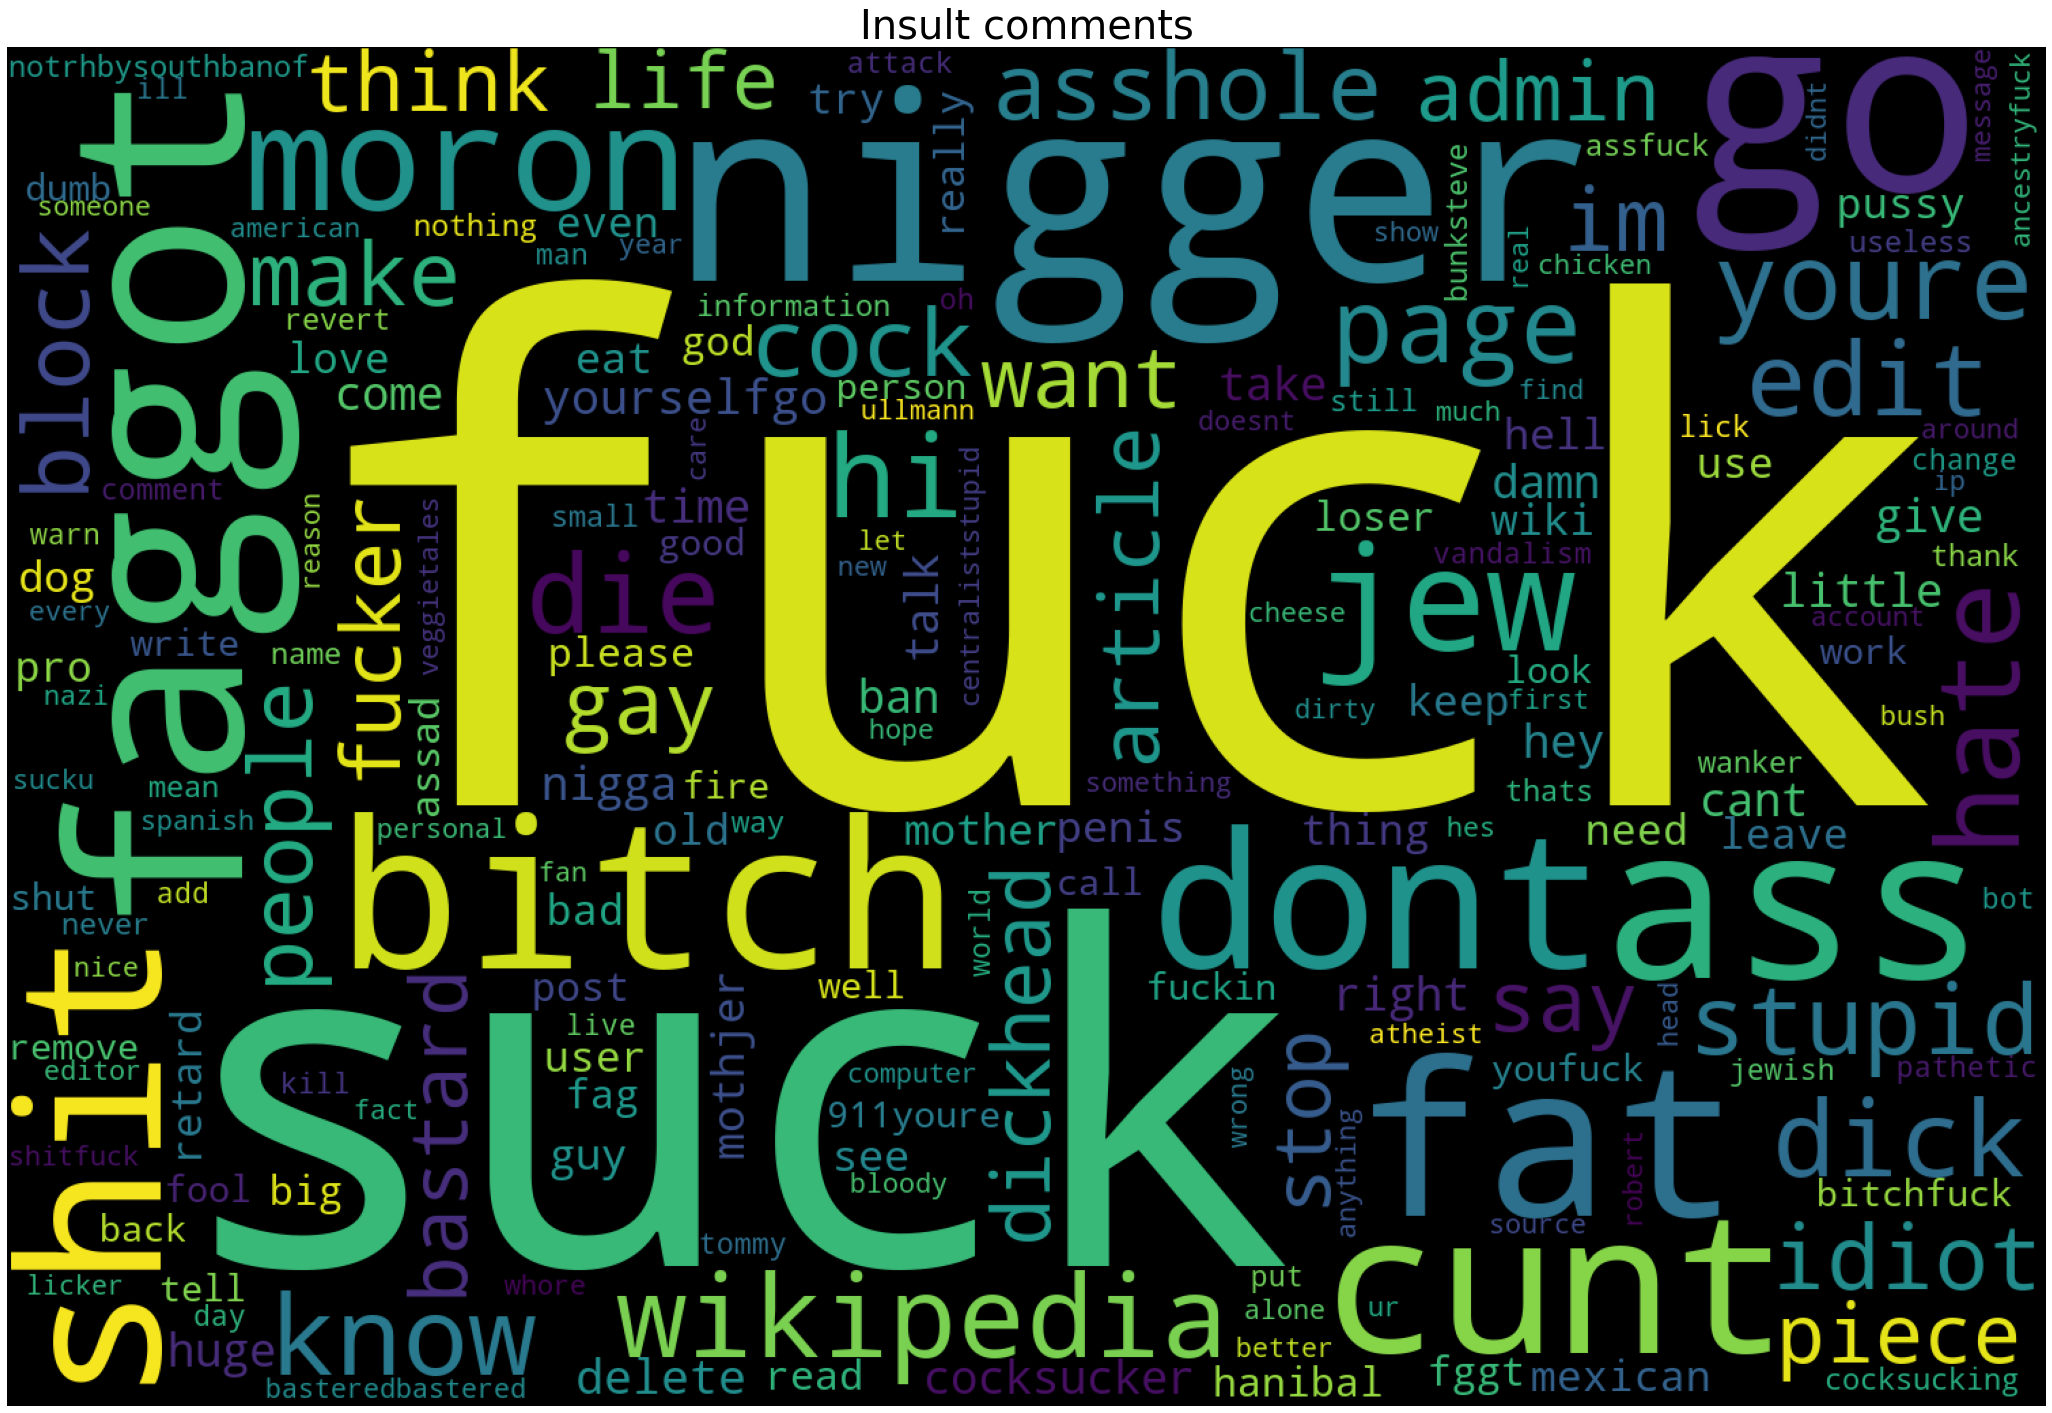 Insult comments
notrhbysouthbanof
ill
think
life
attack
try
really
asshole
admin
go
didnt
message
ancestryfuck
faggot
moron
nigger
bunksteve
assfuck
dumb
someone
american
nothing
even
man
year
show
real
im
chicken
pussy
useless
block
make
revert
love
come
information
oh
god
cock
eat
yourselfgo
person
ullmann
want
page
take
doesnt
still
much
find
youre
edit
fuck
comment
reason
fucker
veggietales
small
time
care
good
hi
let
new
talk
centraliststupid
article
loser
hell
damn
wiki
vandalism
lick
use
around
change
ip
give
thank
warn
dog
every
write
name
pro
nazi
die
please
gay
ban
hope
cheese
jew
dirty
look
keep
first
hey
little
account
work
hate
bush
people
assad
nigga
fire
something
thats
wanker
cant
sucku
mean
spanish
personal
old
way
mother
penis
thing
hes
need
leave
shut
add
never
bitch
fan
bad
world
dickhead
call
dont
ass
bot
shit
nice
remove
editor
retard
bastard
post
well
mothjer
fuckin
right
say
head
stupid
suck
kill
fact
live
user
fag
guy
computer
911youre
see
bloody
wrong
stop
anything
atheist
youfuck
jewish
pathetic
fat
robert
dick
shitfuck
fool
big
back
bitchfuck
source
tommy
licker
tell
day
huge
know
whore
wikipedia
put
alone
better
ur
cunt
idiot
piece
basteredbastered
delete
read
cocksucker
hanibal
fggt
mexican
cocksucking